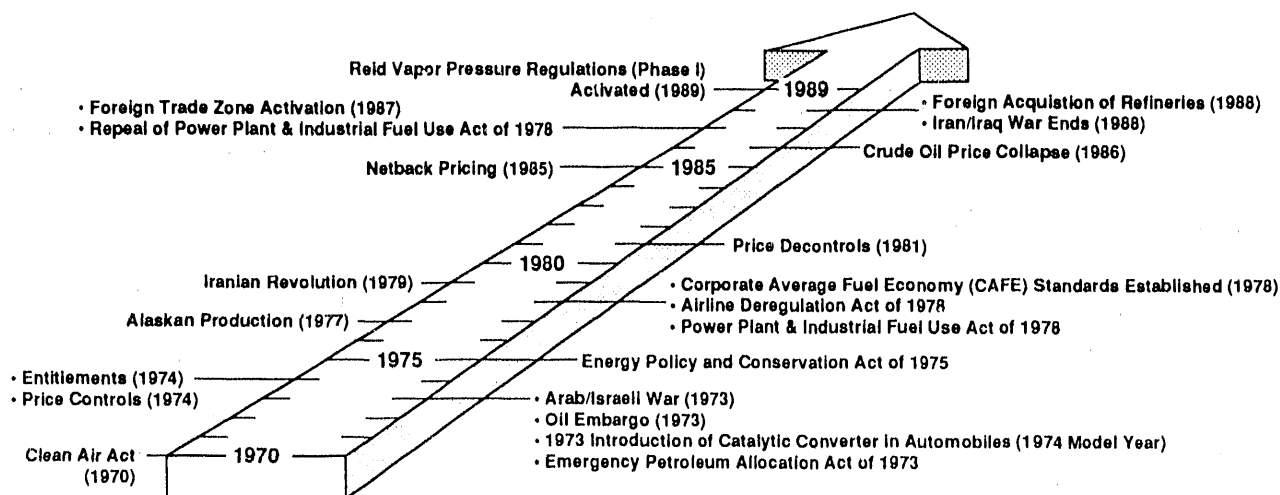 Reid Vapor Pressure Regulations (Phase I)
Activated (1989)
1989
• Foreign Trade Zone Activation (1987)
• Repeal of Power Plant & Industrial Fuel Use Act of 1978
• Foreign Acquistion of Refineries (1988)
• Iran/Iraq War Ends (1988)
Crude Oil Price Collapse (1986)
Netback Pricing (1985)
1985
Price Decontrols (1981)
1980
Iranian Revolution (1979)
• Corporate Average Fuel Economy (CAFE) Standards Established (1978)
• Airline Deregulation Act of 1978
• Power Plant & Industrial Fuel Use Act of 1978
Alaskan Production (1977)
1975
Energy Policy and Conservation Act of 1975
• Entitlements (1974)
• Price Controls (1974)
• Arab/Israeli War (1973)
• Oil Embargo (1973)
• 1973 Introduction of Catalytic Converter in Automobiles (1974 Model Year)
• Emergency Petroleum Allocation Act of 1973
Clean Air Act
(1970)
1970